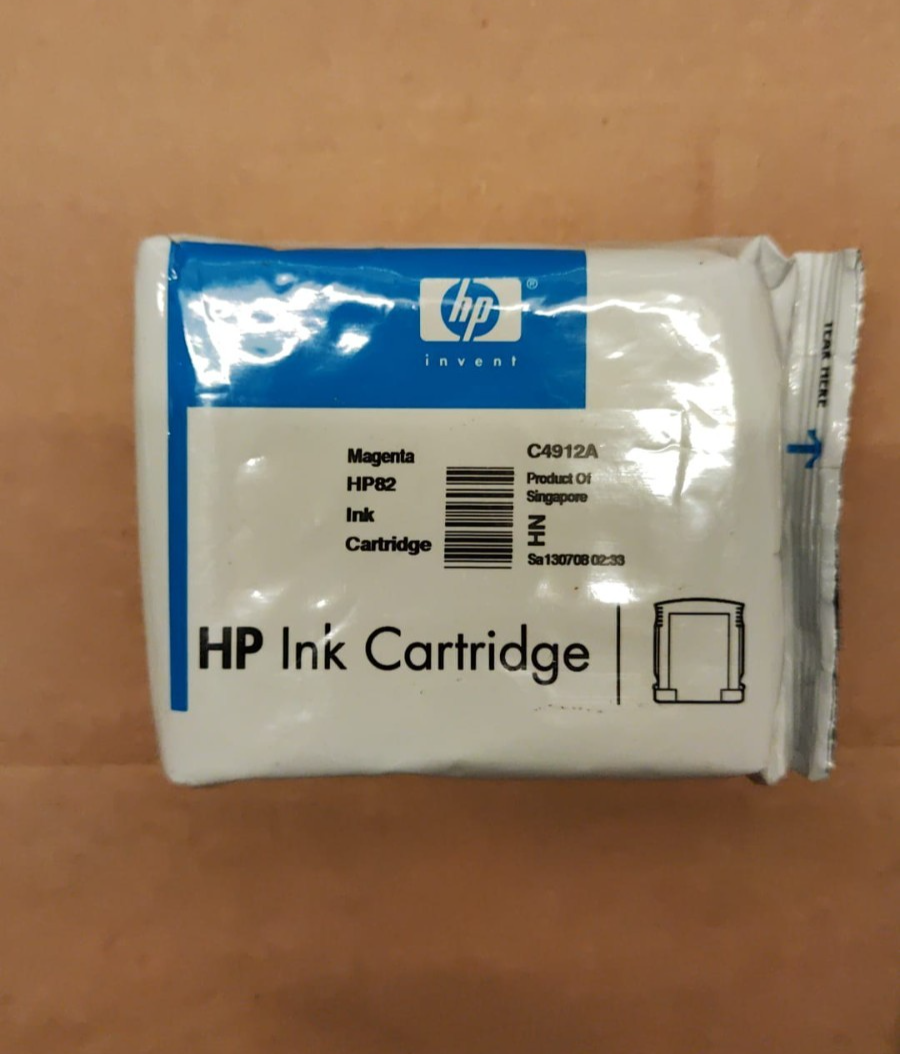 hp ®
invent
TEAR HERE
Magenta
HP82
Ink
Cartridge
C4912A
Product Of
Singapore
HN
Sa130708 02:33
HP Ink Cartridge